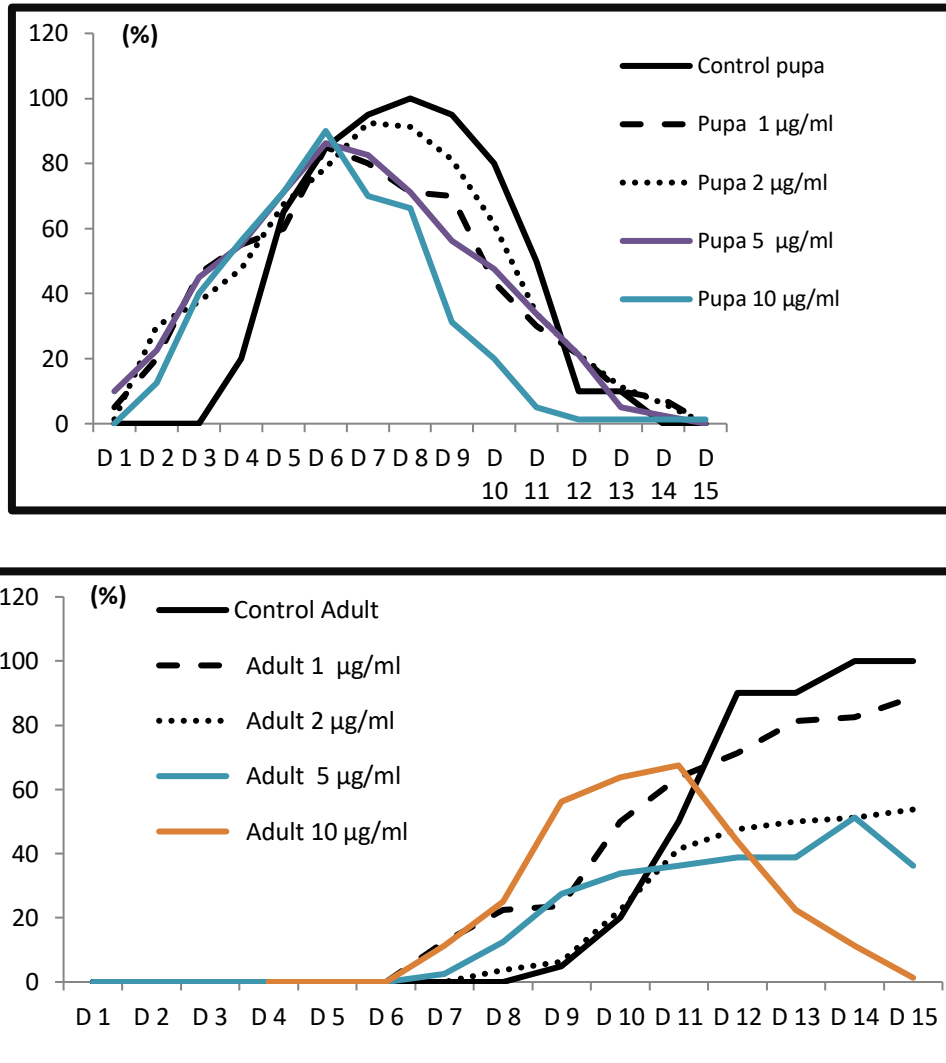 (%)
120
100
80
60
40
20
0
Control pupa
Pupa 1 µg/ml
Pupa 2 µg/ml
Pupa 5 µg/ml
Pupa 10 µg/ml
D 1 D 2 D 3 D 4 D 5 D 6 D 7 D 8 D 9 D 10 D 11 D 12 D 13 D 14 D 15
(%)
120
100
80
60
40
20
0
Control Adult
Adult 1 µg/ml
Adult 2 µg/ml
Adult 5 µg/ml
Adult 10 µg/ml
D 1 D 2 D 3 D 4 D 5 D 6 D 7 D 8 D 9 D 10 D 11 D 12 D 13 D 14 D 15